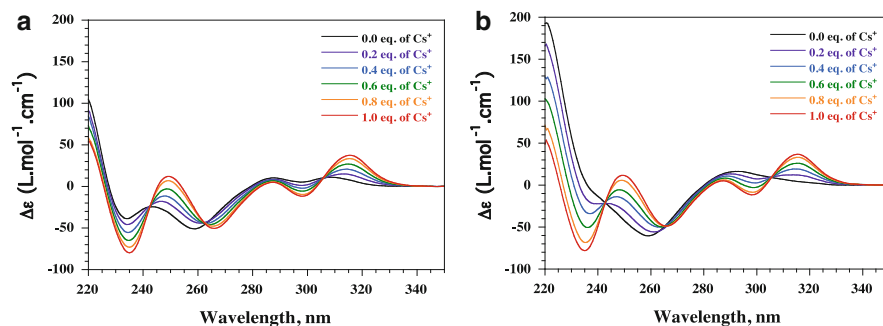 a
200
150
100
50
0
-50
-100
Δε (L.mol⁻¹.cm⁻¹)
0.0 eq. of Cs⁺
0.2 eq. of Cs⁺
0.4 eq. of Cs⁺
0.6 eq. of Cs⁺
0.8 eq. of Cs⁺
1.0 eq. of Cs⁺
220 240 260 280 300 320 340
Wavelength, nm
b
200
150
100
50
0
-50
-100
Δε (L.mol⁻¹.cm⁻¹)
0.0 eq. of Cs⁺
0.2 eq. of Cs⁺
0.4 eq. of Cs⁺
0.6 eq. of Cs⁺
0.8 eq. of Cs⁺
1.0 eq. of Cs⁺
220 240 260 280 300 320 340
Wavelength, nm